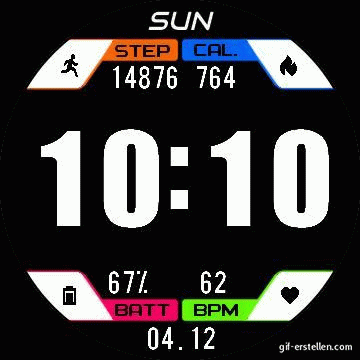 SUN
STEP CAL.
14876 764
10:10
67% 62
BATT BPM
04.12
gif-erstellen.com